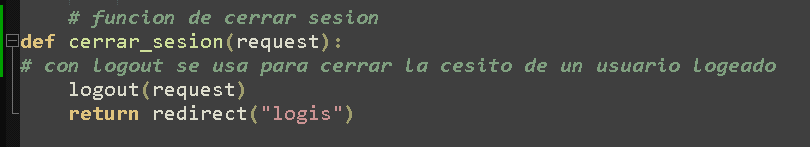 # funcion de cerrar sesion
def cerrar_sesion(request):
# con logout se usa para cerrar la cesito de un usuario logeado
logout(request)
return redirect("logis")